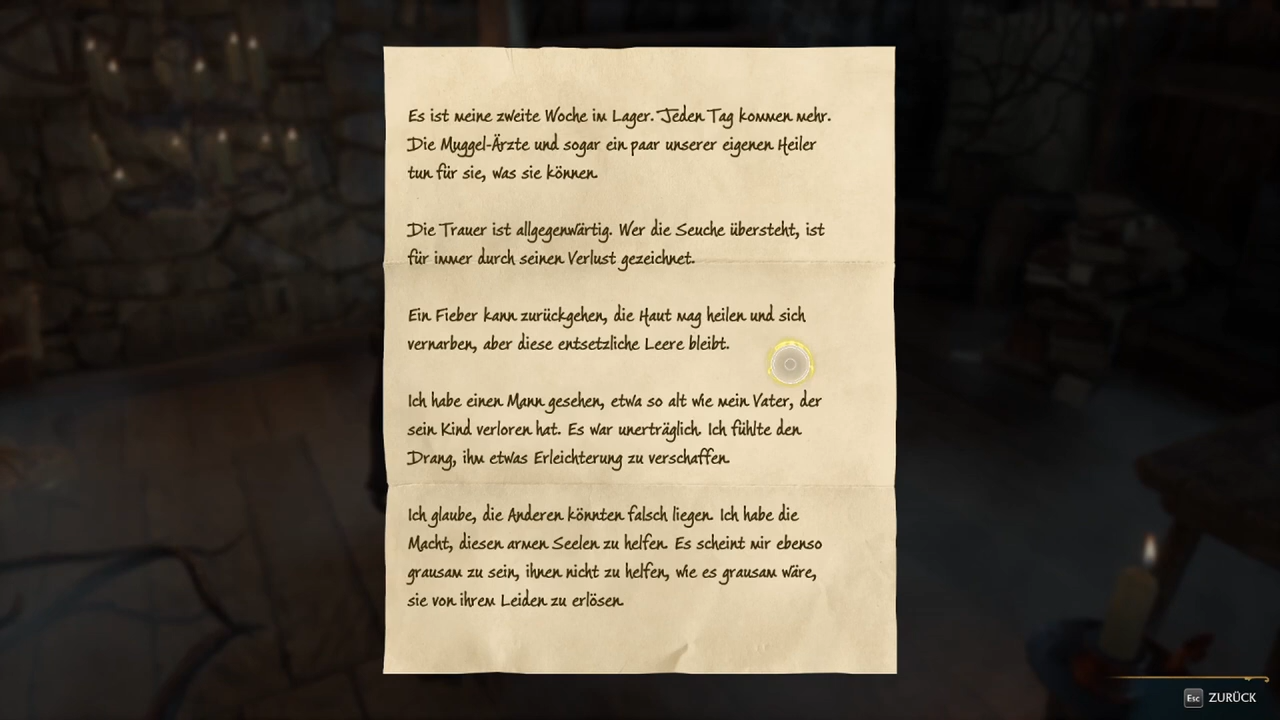 Es ist meine zweite Woche im Lager. Jeden Tag kommen mehr.
Die Muggel-Ärzte und sogar ein paar unserer eigenen Heiler
tun für sie, was sie können.
Die Trauer ist allgegenwärtig. Wer die Seuche übersteht, ist
für immer durch seinen Verlust gezeichnet.
Ein Fieber kann zurückgehen, die Haut mag heilen und sich
vernarben, aber diese entsetzliche Leere bleibt.
Ich habe einen Mann gesehen, etwa so alt wie mein Vater, der
sein Kind verloren hat. Es war unerträglich. Ich fühlte den
Drang, ihm etwas Erleichterung zu verschaffen.
Ich glaube, die Anderen könnten falsch liegen. Ich habe die
Macht, diesen armen Seelen zu helfen. Es scheint mir ebenso
grausam zu sein, ihnen nicht zu helfen, wie es grausam wäre,
sie von ihrem Leiden zu erlösen.
Esc ZURÜCK